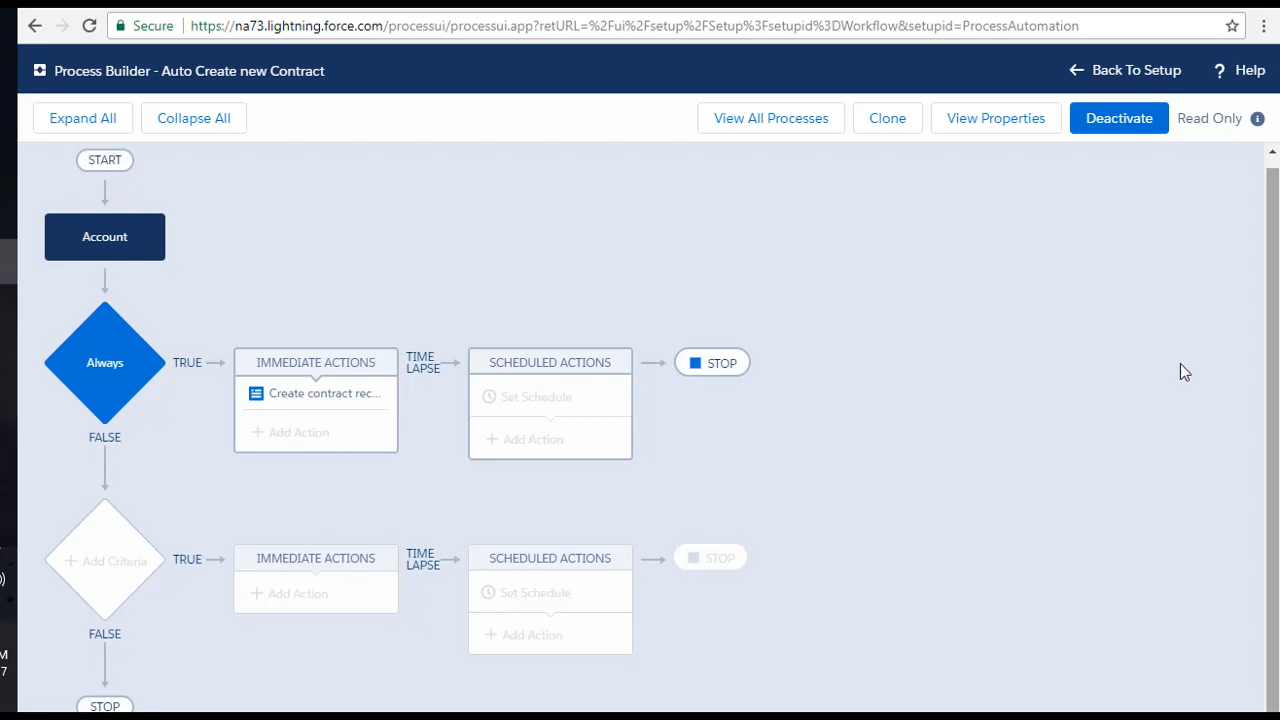 Secure https://na73.lightning.force.com/processui/processui.app?retURL=%2Fui%2Fsetup%2FSetup%3Fsetupid%3DWorkflow&setupid=ProcessAutomation
Process Builder - Auto Create new Contract
Back To Setup
? Help
Expand All
Collapse All
View All Processes
Clone
View Properties
Deactivate
Read Only
START
Account
Always
TRUE
IMMEDIATE ACTIONS
Create contract rec...
+ Add Action
TIME
LAPSE
SCHEDULED ACTIONS
Set Schedule
+ Add Action
STOP
FALSE
+ Add Criteria
TRUE
IMMEDIATE ACTIONS
+ Add Action
TIME
LAPSE
SCHEDULED ACTIONS
Set Schedule
+ Add Action
STOP
FALSE
STOP
M
7